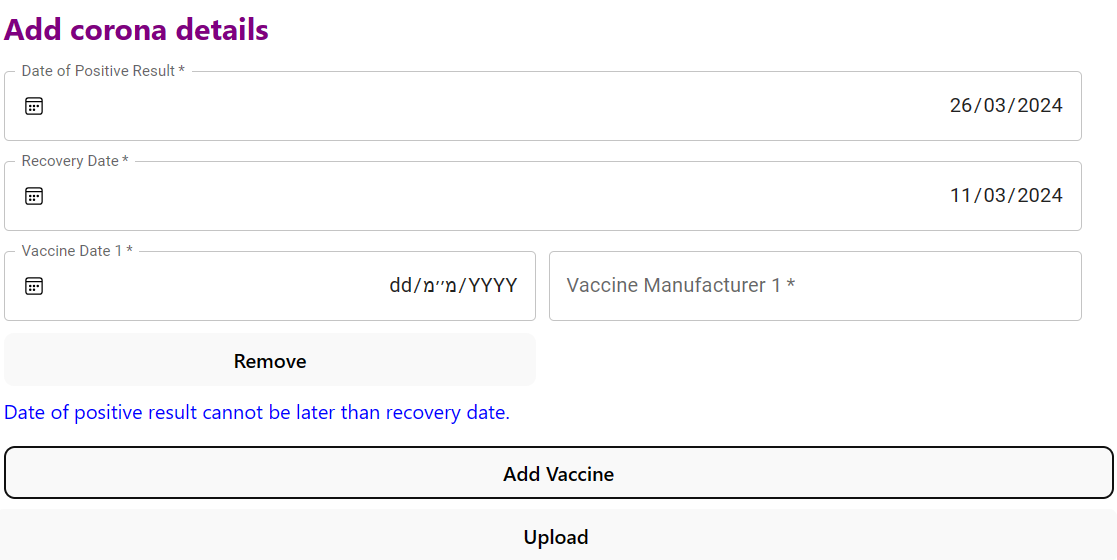 Add corona details
Date of Positive Result *
26/03/2024
Recovery Date *
11/03/2024
Vaccine Date 1 *
dd/מ׳׳מ/YYYY
Vaccine Manufacturer 1 *
Remove
Date of positive result cannot be later than recovery date.
Add Vaccine
Upload